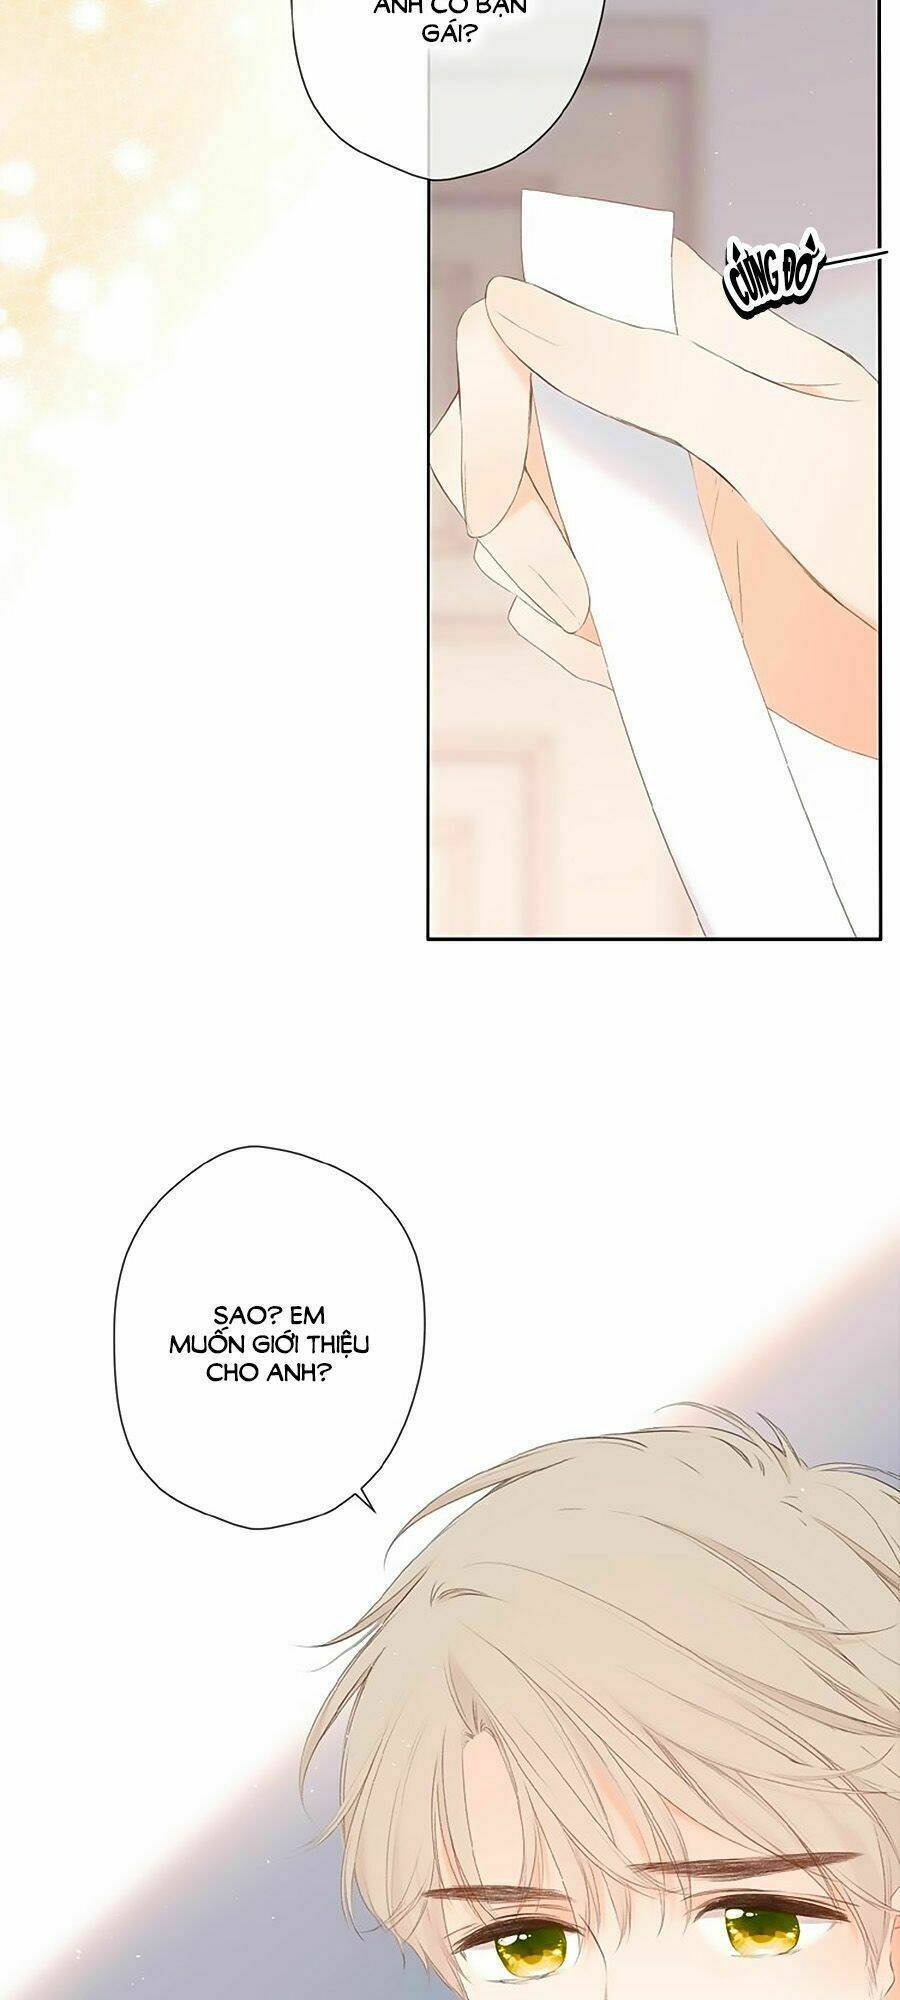 ANH CÓ BẠN
GÁI?
CỨNG ĐỜ
SAO? EM
MUỐN GIỚI THIỆU
CHO ANH?